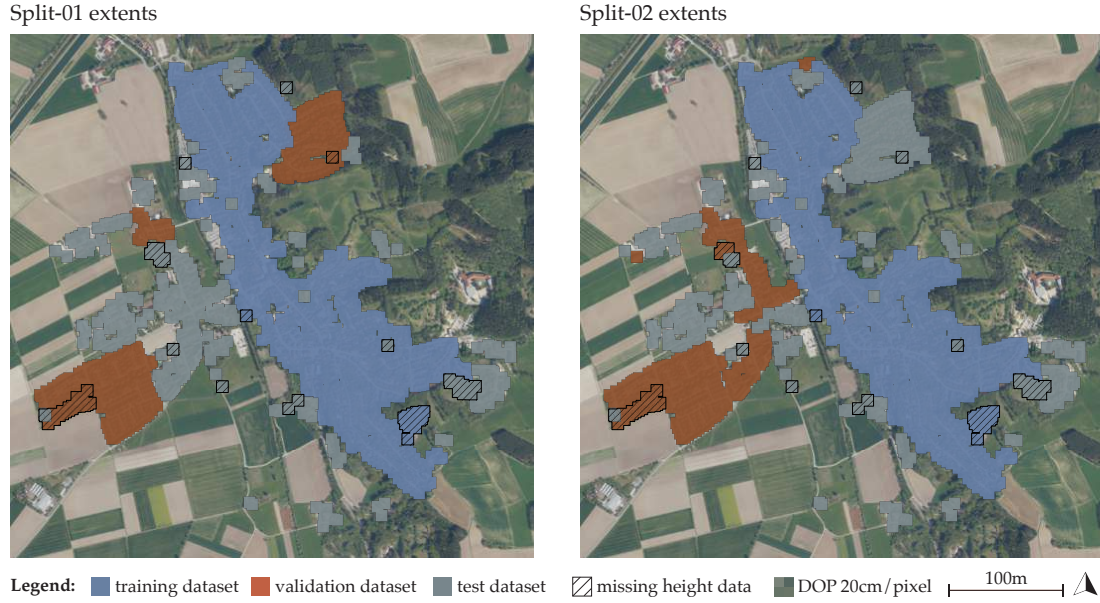 Split-01 extents
Split-02 extents
Legend: training dataset validation dataset test dataset missing height data DOP 20cm/pixel 100m